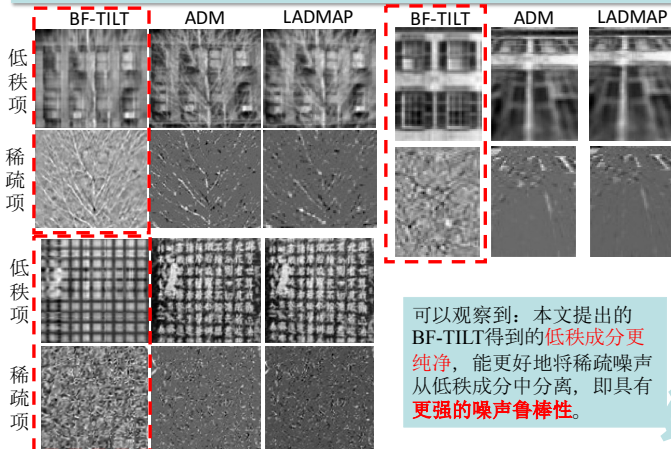 BF-TILT ADM LADMAP
低秩项
稀疏项
低秩项
稀疏项
BF-TILT ADM LADMAP
可以观察到：本文提出的
BF-TILT得到的低秩成分更
纯净，能更好地将稀疏噪声
从低秩成分中分离，即具有
更强的噪声鲁棒性。